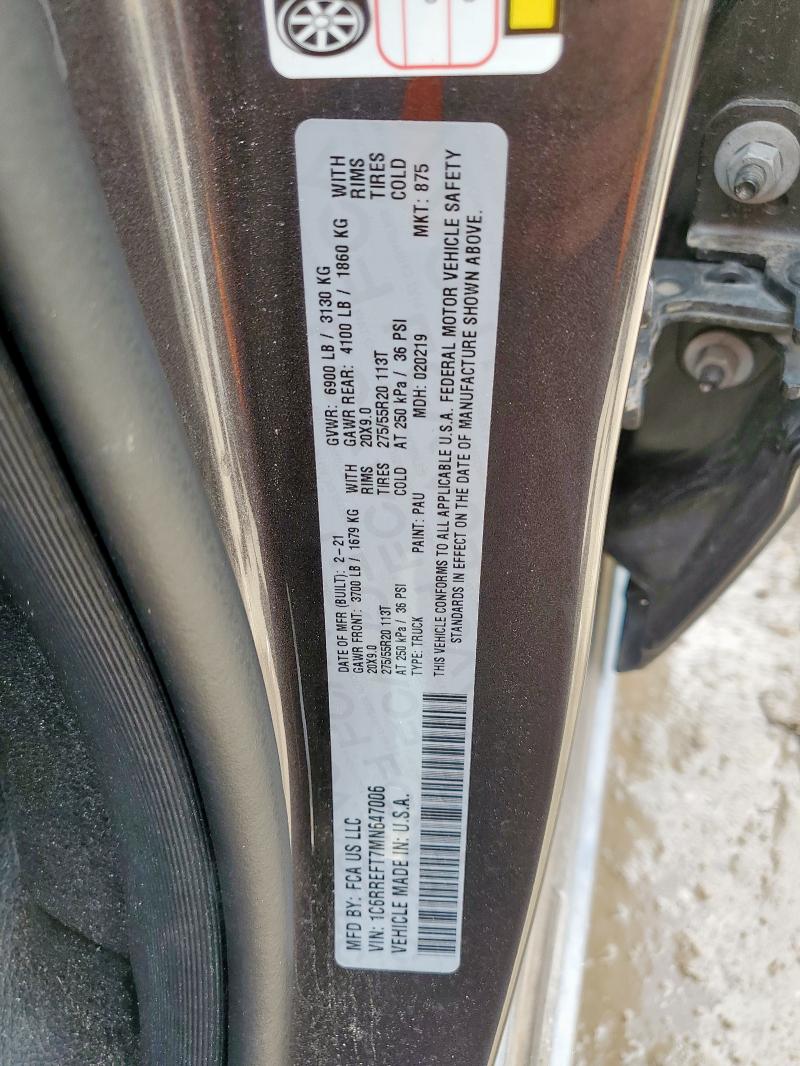 MFD BY: FCA US LLC
VIN: 1C6RREFT7MN647006
VEHICLE MADE IN: U.S.A.
DATE OF MFR (BUILT): 2-21 GVWR: 6900 LB / 3130 KG
GAWR FRONT: 3700 LB / 1679 KG WITH GAWR REAR: 4100 LB / 1860 KG WITH
20X9.0 RIMS 20X9.0 RIMS
275/55R20 113T TIRES 275/55R20 113T TIRES
AT 250 kPa / 36 PSI COLD AT 250 kPa / 36 PSI COLD
TYPE: TRUCK PAINT: PAU MDH: 020219 MKT: 875
THIS VEHICLE CONFORMS TO ALL APPLICABLE U.S.A. FEDERAL MOTOR VEHICLE SAFETY
STANDARDS IN EFFECT ON THE DATE OF MANUFACTURE SHOWN ABOVE.